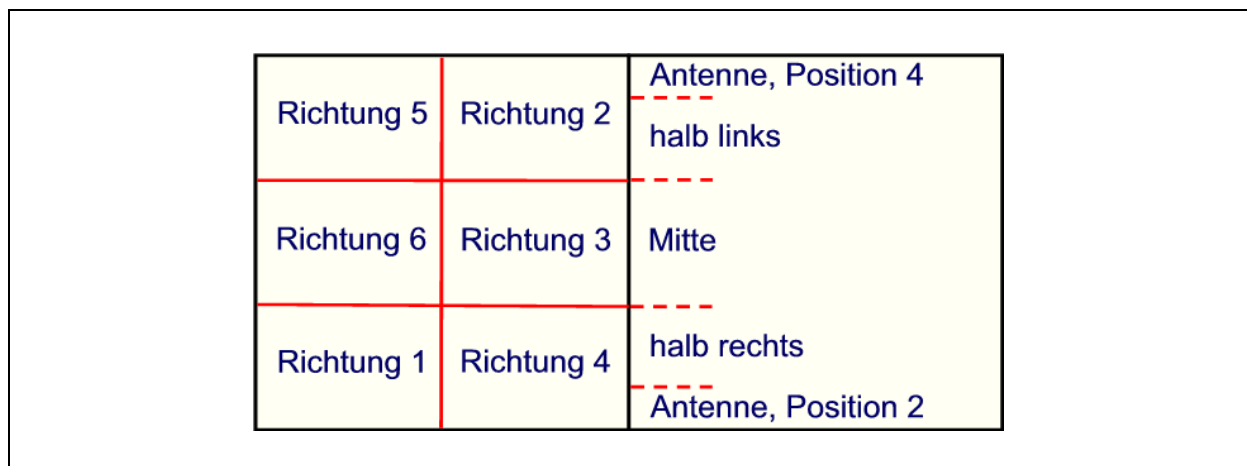 Antenne, Position 4
Richtung 5
Richtung 2
halb links
Richtung 6
Richtung 3
Mitte
halb rechts
Richtung 1
Richtung 4
Antenne, Position 2